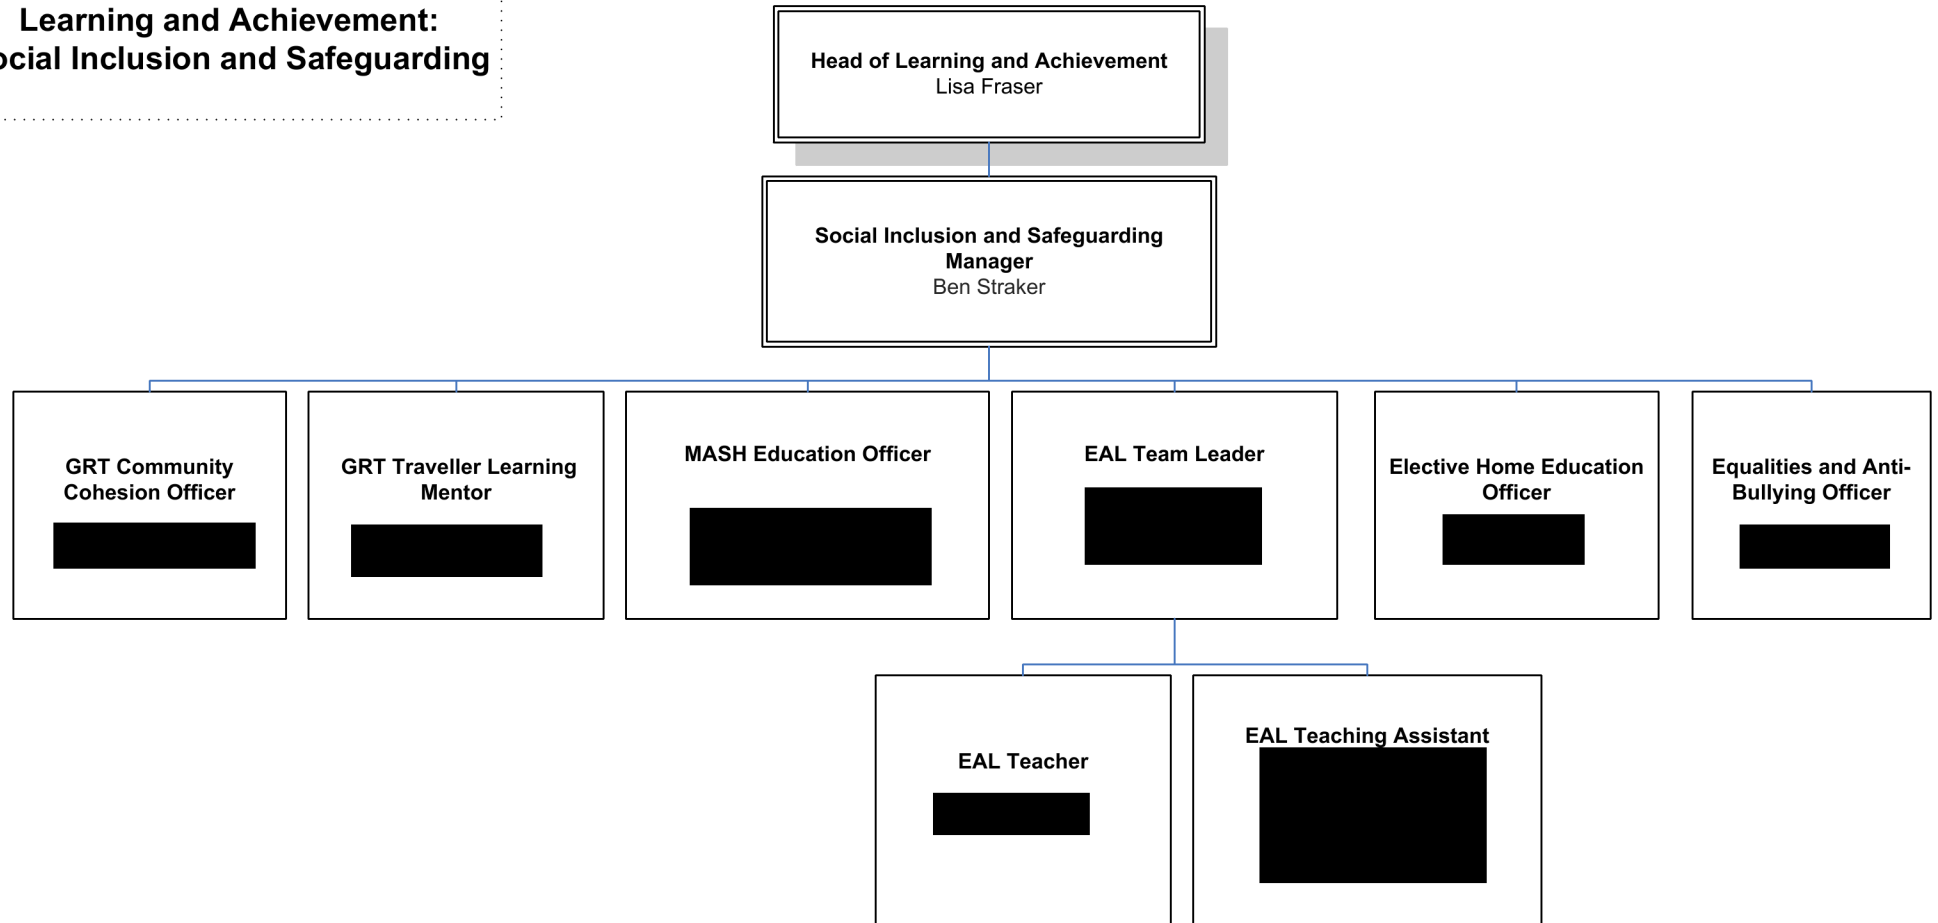 Learning and Achievement:
ocial Inclusion and Safeguarding
Head of Learning and Achievement
Lisa Fraser
Social Inclusion and Safeguarding
Manager
Ben Straker
GRT Community
Cohesion Officer
GRT Traveller Learning
Mentor
MASH Education Officer
EAL Team Leader
Elective Home Education
Officer
Equalities and Anti-
Bullying Officer
EAL Teacher
EAL Teaching Assistant